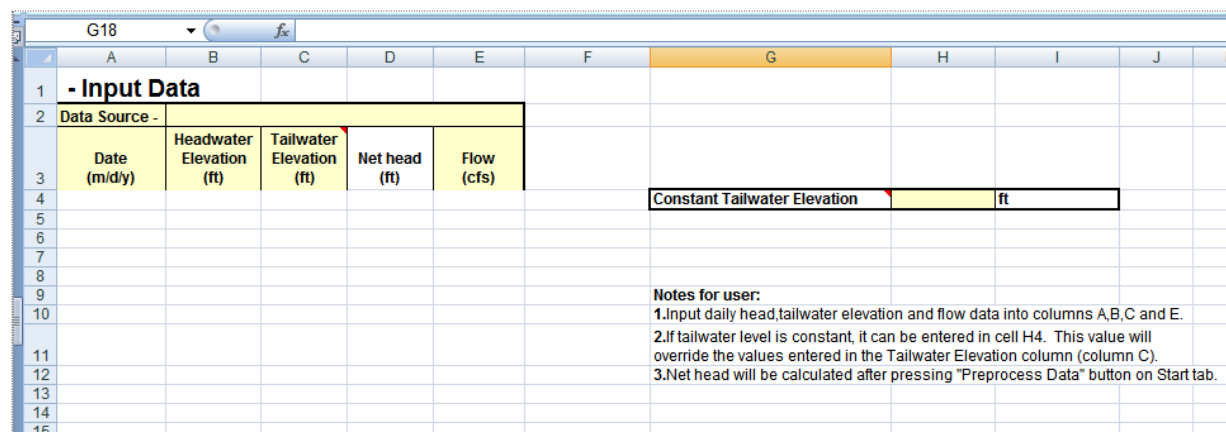 G18
fx
A B C D E F G H I J
1 - Input Data
2 Data Source -
Headwater Tailwater
Date Elevation Elevation Net head Flow
3 (m/d/y) (ft) (ft) (ft) (cfs)
4 Constant Tailwater Elevation ft
5
6
7
8
9 Notes for user:
10 1.Input daily head,tailwater elevation and flow data into columns A,B,C and E.
2.If tailwater level is constant, it can be entered in cell H4. This value will
11 override the values entered in the Tailwater Elevation column (column C).
12 3.Net head will be calculated after pressing "Preprocess Data" button on Start tab.
13
14
15